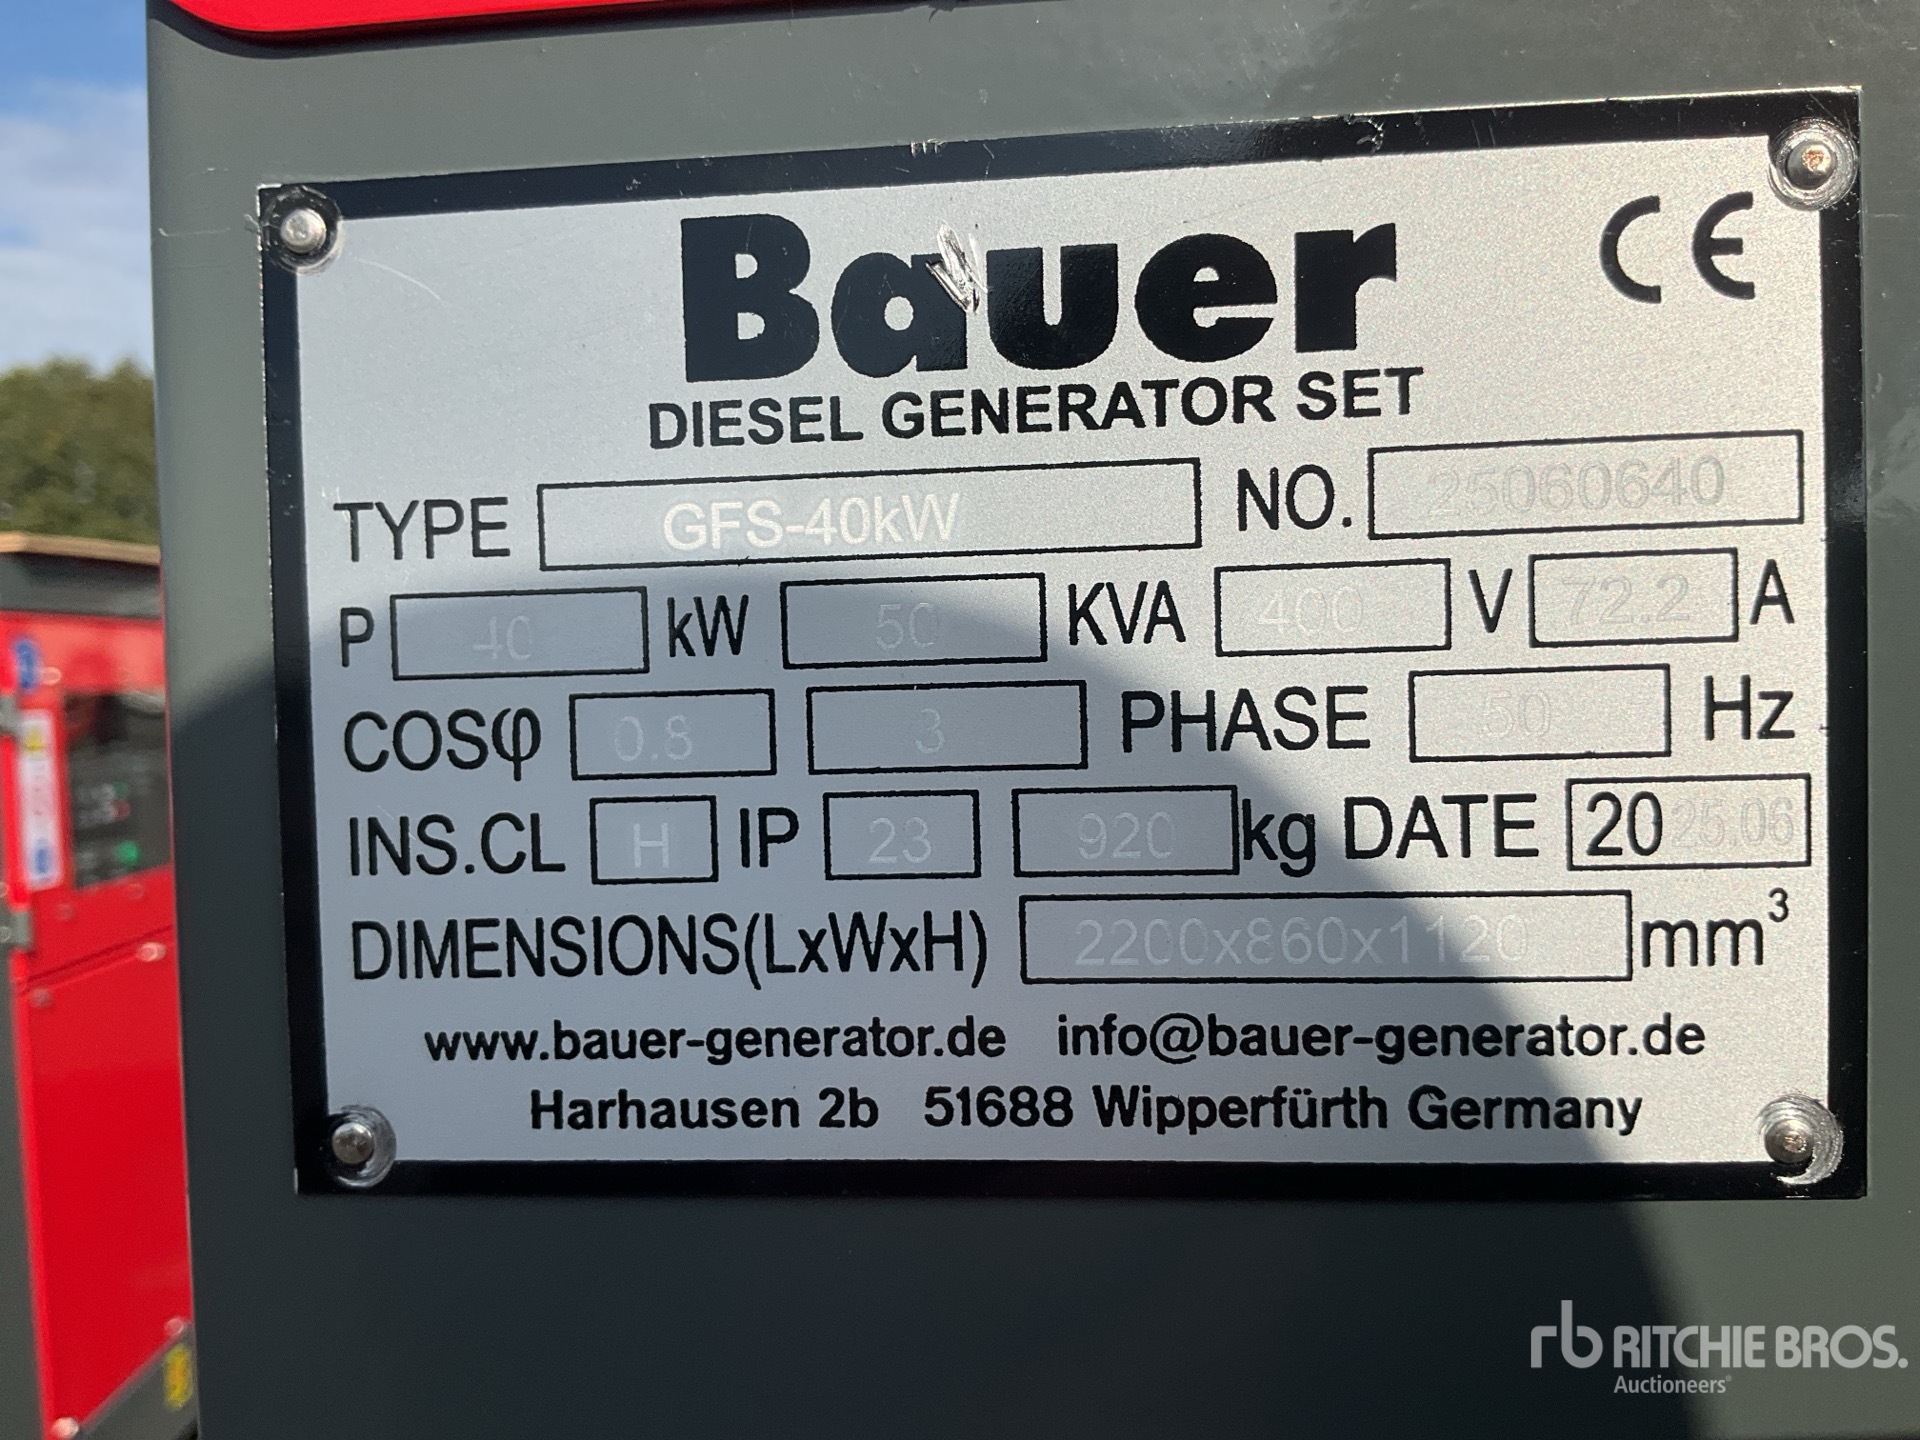 Bauer CE
DIESEL GENERATOR SET
TYPE GFS-40kW NO. 25060640
P 40 kW 50 KVA 400 V 72.2 A
COSφ 0.8 3 PHASE 50 Hz
INS.CL H IP 23 920 kg DATE 2025.06
DIMENSIONS(LxWxH) 2200x860x1120 mm³
www.bauer-generator.de info@bauer-generator.de
Harhausen 2b 51688 Wipperfürth Germany
rb RITCHIE BROS.
Auctioneers